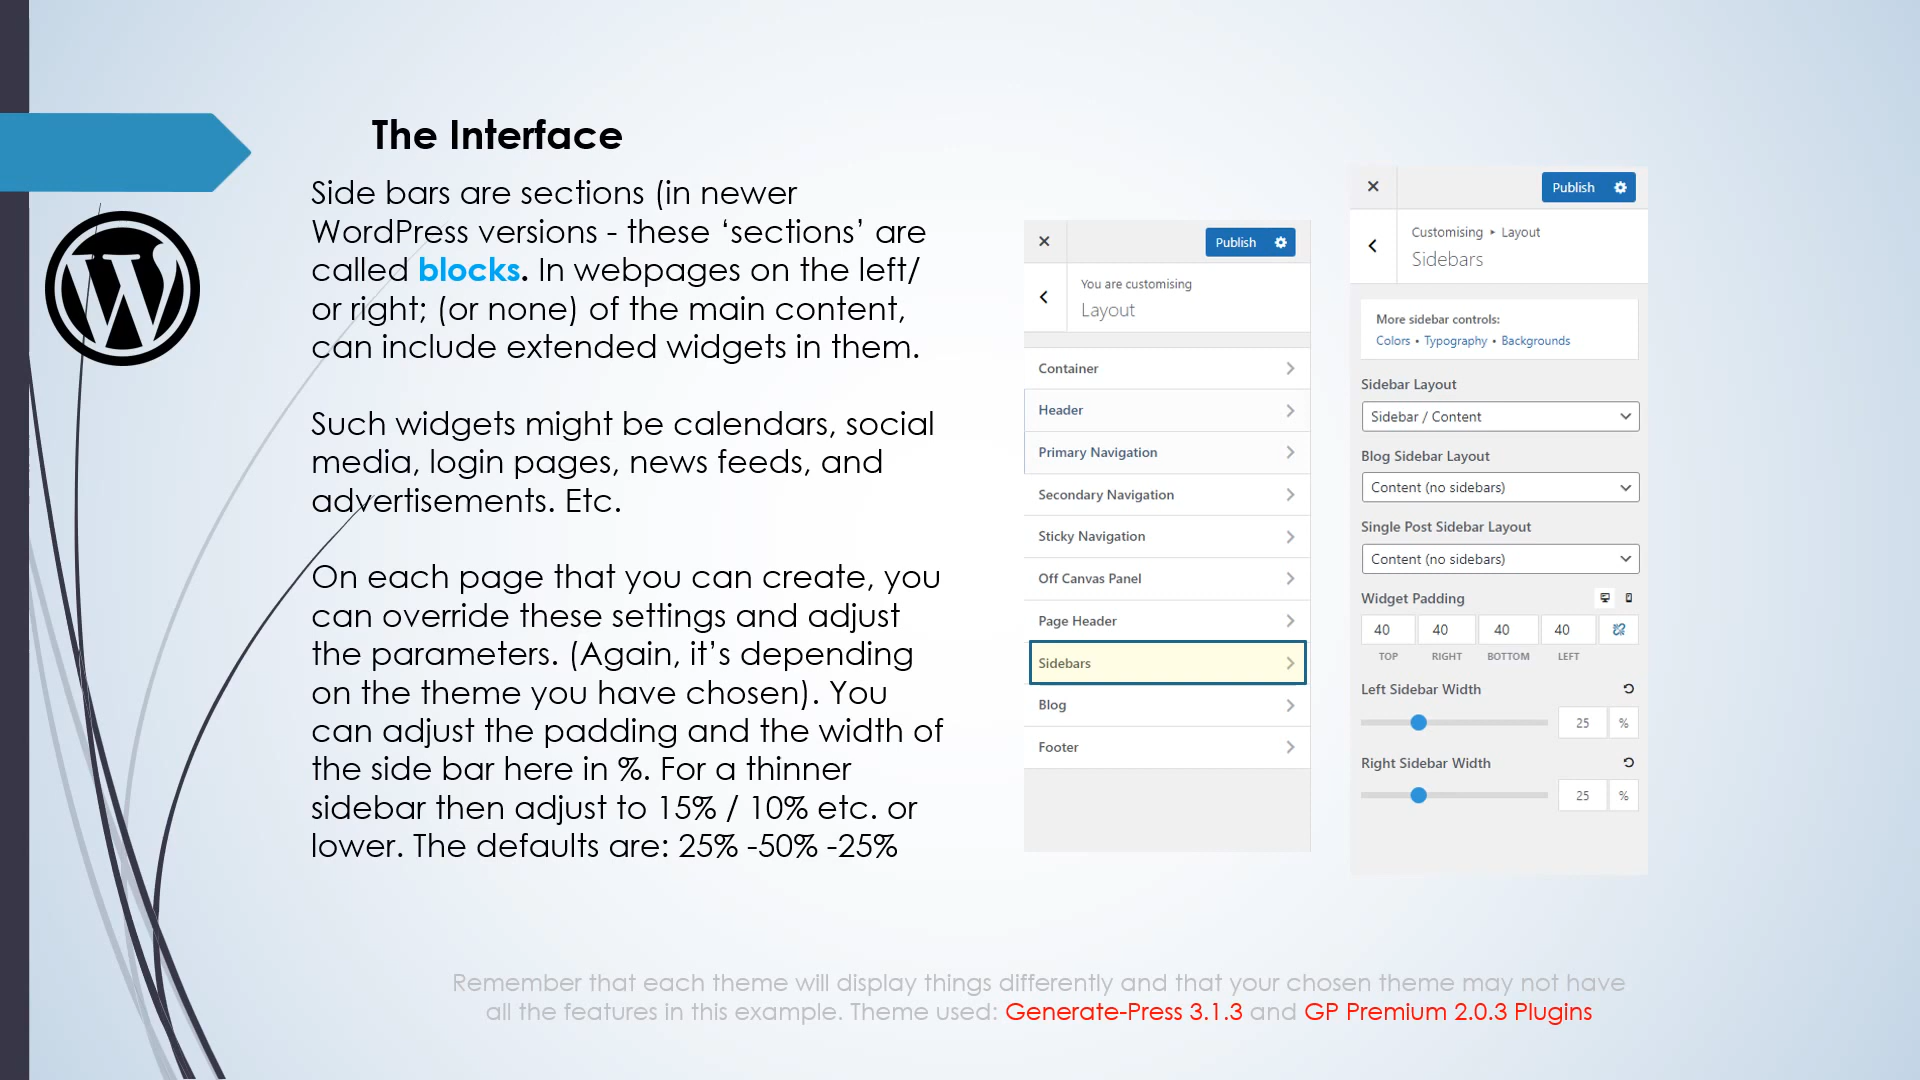 The Interface
Side bars are sections (in newer
WordPress versions - these ‘sections’ are
called blocks. In webpages on the left/
or right; (or none) of the main content,
can include extended widgets in them.
Such widgets might be calendars, social
media, login pages, news feeds, and
advertisements. Etc.
On each page that you can create, you
can override these settings and adjust
the parameters. (Again, it’s depending
on the theme you have chosen). You
can adjust the padding and the width of
the side bar here in %. For a thinner
sidebar then adjust to 15% / 10% etc. or
lower. The defaults are: 25% -50% -25%
Publish
You are customising
Layout
Container
Header
Primary Navigation
Secondary Navigation
Sticky Navigation
Off Canvas Panel
Page Header
Sidebars
Blog
Footer
Publish
Customising ▸ Layout
Sidebars
More sidebar controls:
Colors • Typography • Backgrounds
Sidebar Layout
Sidebar / Content
Blog Sidebar Layout
Content (no sidebars)
Single Post Sidebar Layout
Content (no sidebars)
Widget Padding
40 40 40 40
TOP RIGHT BOTTOM LEFT
Left Sidebar Width
25 %
Right Sidebar Width
25 %
Remember that each theme will display things differently and that your chosen theme may not have
all the features in this example. Theme used: Generate-Press 3.1.3 and GP Premium 2.0.3 Plugins